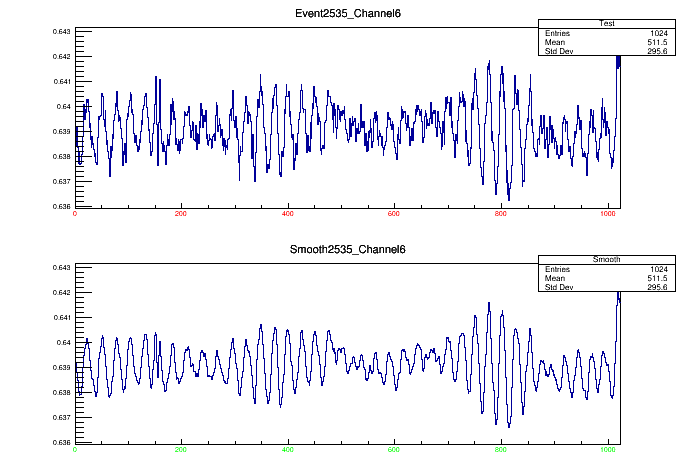 Event2535_Channel6
Test
Entries 1024
Mean 511.5
Std Dev 295.6
0.643
0.642
0.641
0.64
0.639
0.638
0.637
0.636
0 200 400 600 800 1000
Smooth2535_Channel6
Smooth
Entries 1024
Mean 511.5
Std Dev 295.6
0.643
0.642
0.641
0.64
0.639
0.638
0.637
0.636
0 200 400 600 800 1000